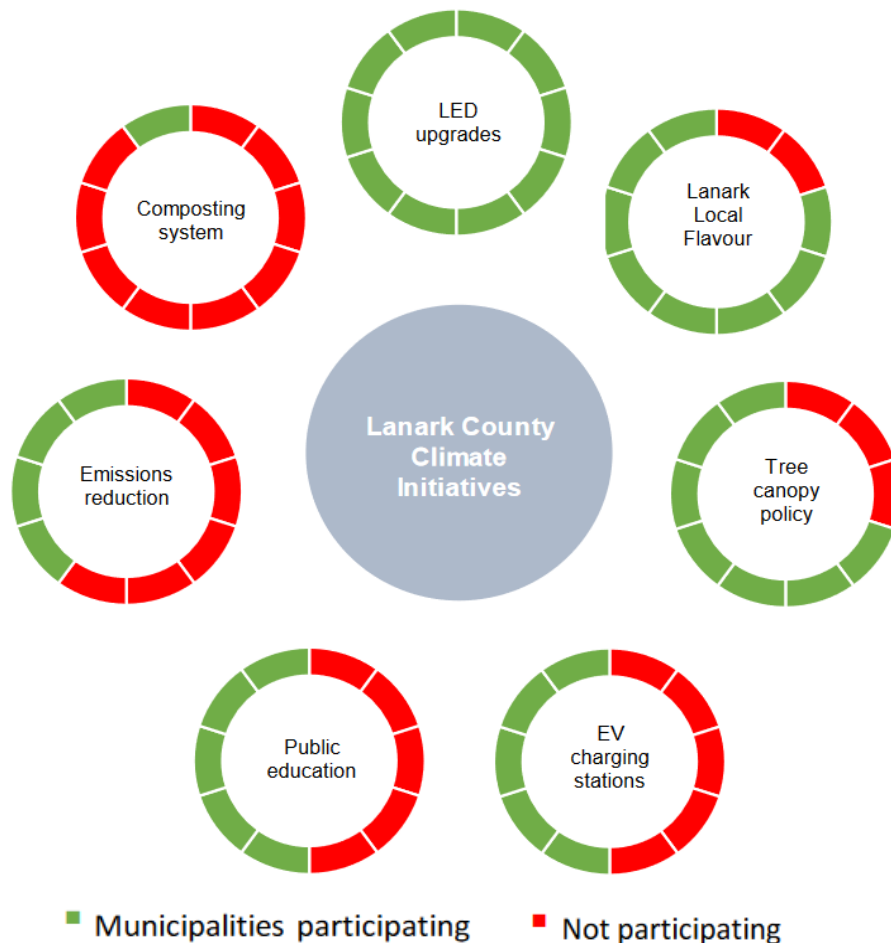 LED
upgrades
Composting
system
Lanark
Local
Flavour
Lanark County
Climate
Initiatives
Emissions
reduction
Tree
canopy
policy
Public
education
EV
charging
stations
Municipalities participating
Not participating